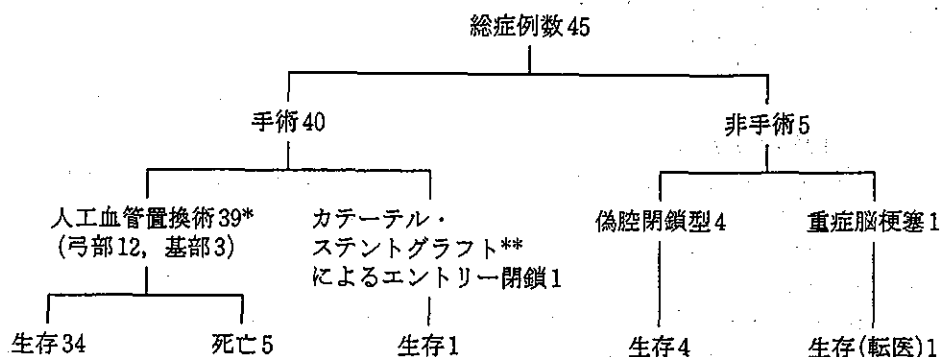 総症例数45
手術40
非手術5
人工血管置換術39*
(弓部12, 基部3)
カテーテル・
ステントグラフト**
によるエントリー閉鎖1
偽腔閉鎖型4
重症脳梗塞1
生存34
死亡5
生存1
生存4
生存(転医)1